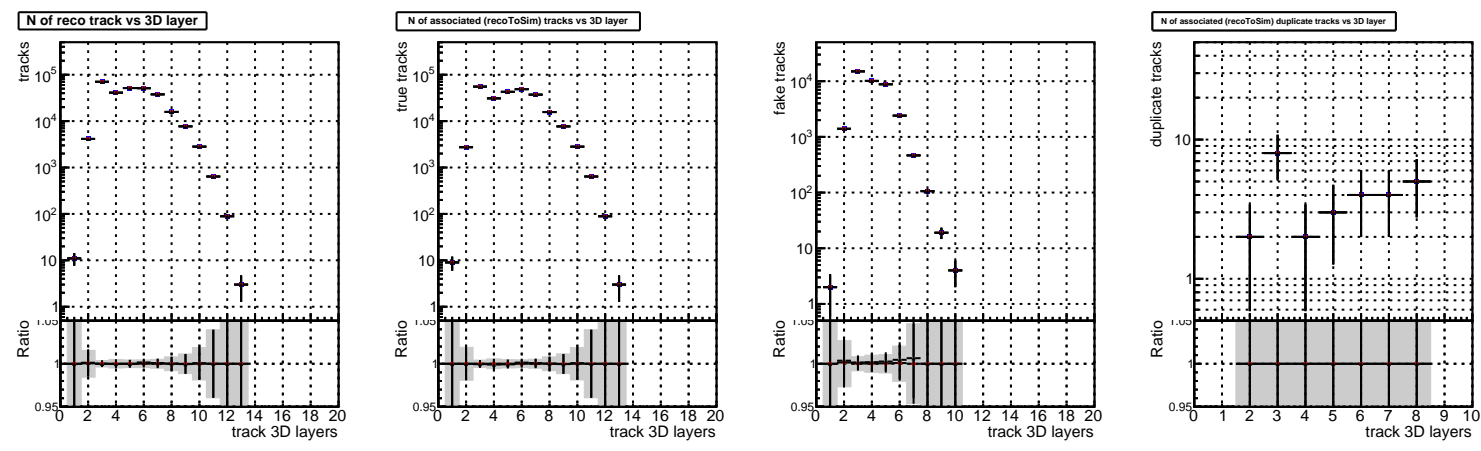 N of reco track vs 3D layer
tracks
10^5
10^4
10^3
10^2
10
1
Ratio
1.05
1
0.95
0 2 4 6 8 10 12 14 16 18 20
track 3D layers
N of associated (recoToSim) tracks vs 3D layer
true tracks
10^5
10^4
10^3
10^2
10
1
Ratio
1.05
1
0.95
0 2 4 6 8 10 12 14 16 18 20
track 3D layers
fake tracks
10^4
10^3
10^2
10
1
Ratio
1.05
1
0.95
0 2 4 6 8 10 12 14 16 18 20
track 3D layers
N of associated (recoToSim) duplicate tracks vs 3D layer
duplicate tracks
10
1
Ratio
1.05
1
0.95
0 1 2 3 4 5 6 7 8 9 10
track 3D layers